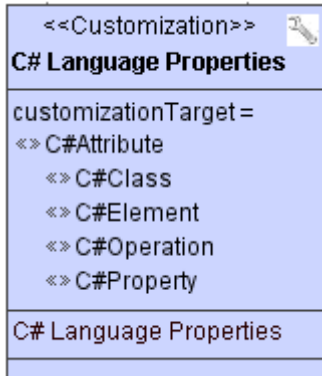 <<Customization>>
C# Language Properties
customizationTarget =
«» C#Attribute
«» C#Class
«» C#Element
«» C#Operation
«» C#Property
C# Language Properties